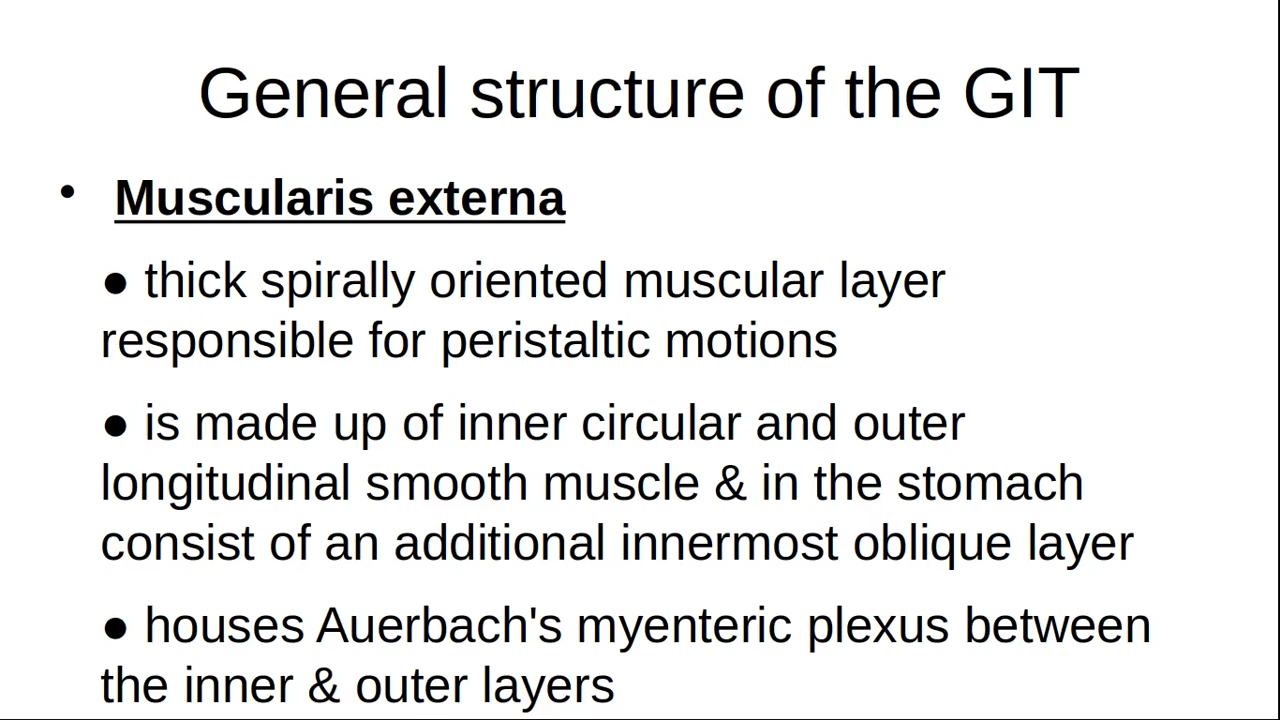 General structure of the GIT
• Muscularis externa
● thick spirally oriented muscular layer
responsible for peristaltic motions
● is made up of inner circular and outer
longitudinal smooth muscle & in the stomach
consist of an additional innermost oblique layer
● houses Auerbach's myenteric plexus between
the inner & outer layers